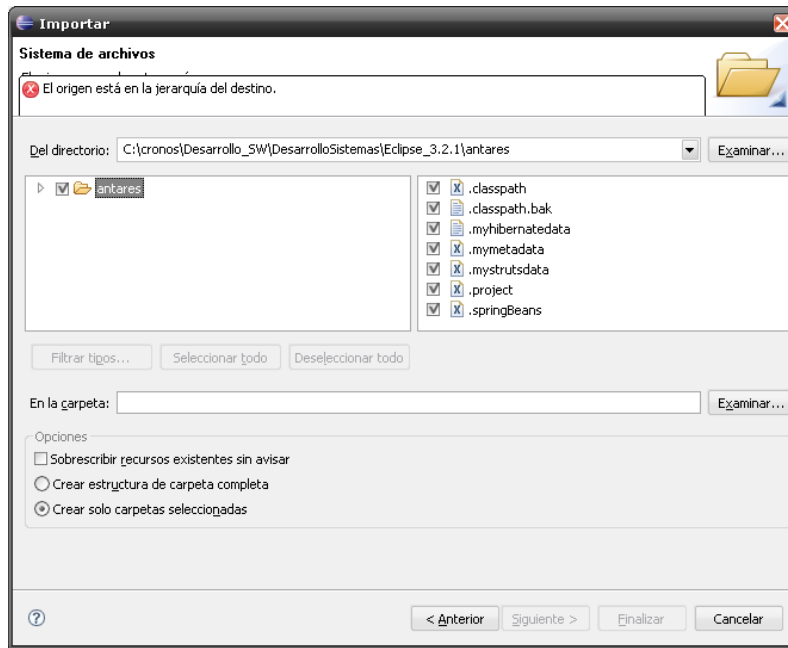 Importar
Sistema de archivos
El origen está en la jerarquía del destino.
Del directorio: C:\cronos\Desarrollo_SW\DesarrolloSistemas\Eclipse_3.2.1\antares Examinar...
antares
.classpath
.classpath.bak
.myhibernatedata
.mymetadata
.mystrutsdata
.project
.springBeans
Filtrar tipos... Seleccionar todo Deseleccionar todo
En la carpeta: Examinar...
Opciones
Sobrescribir recursos existentes sin avisar
Crear estructura de carpeta completa
Crear solo carpetas seleccionadas
< Anterior Siguiente > Finalizar Cancelar